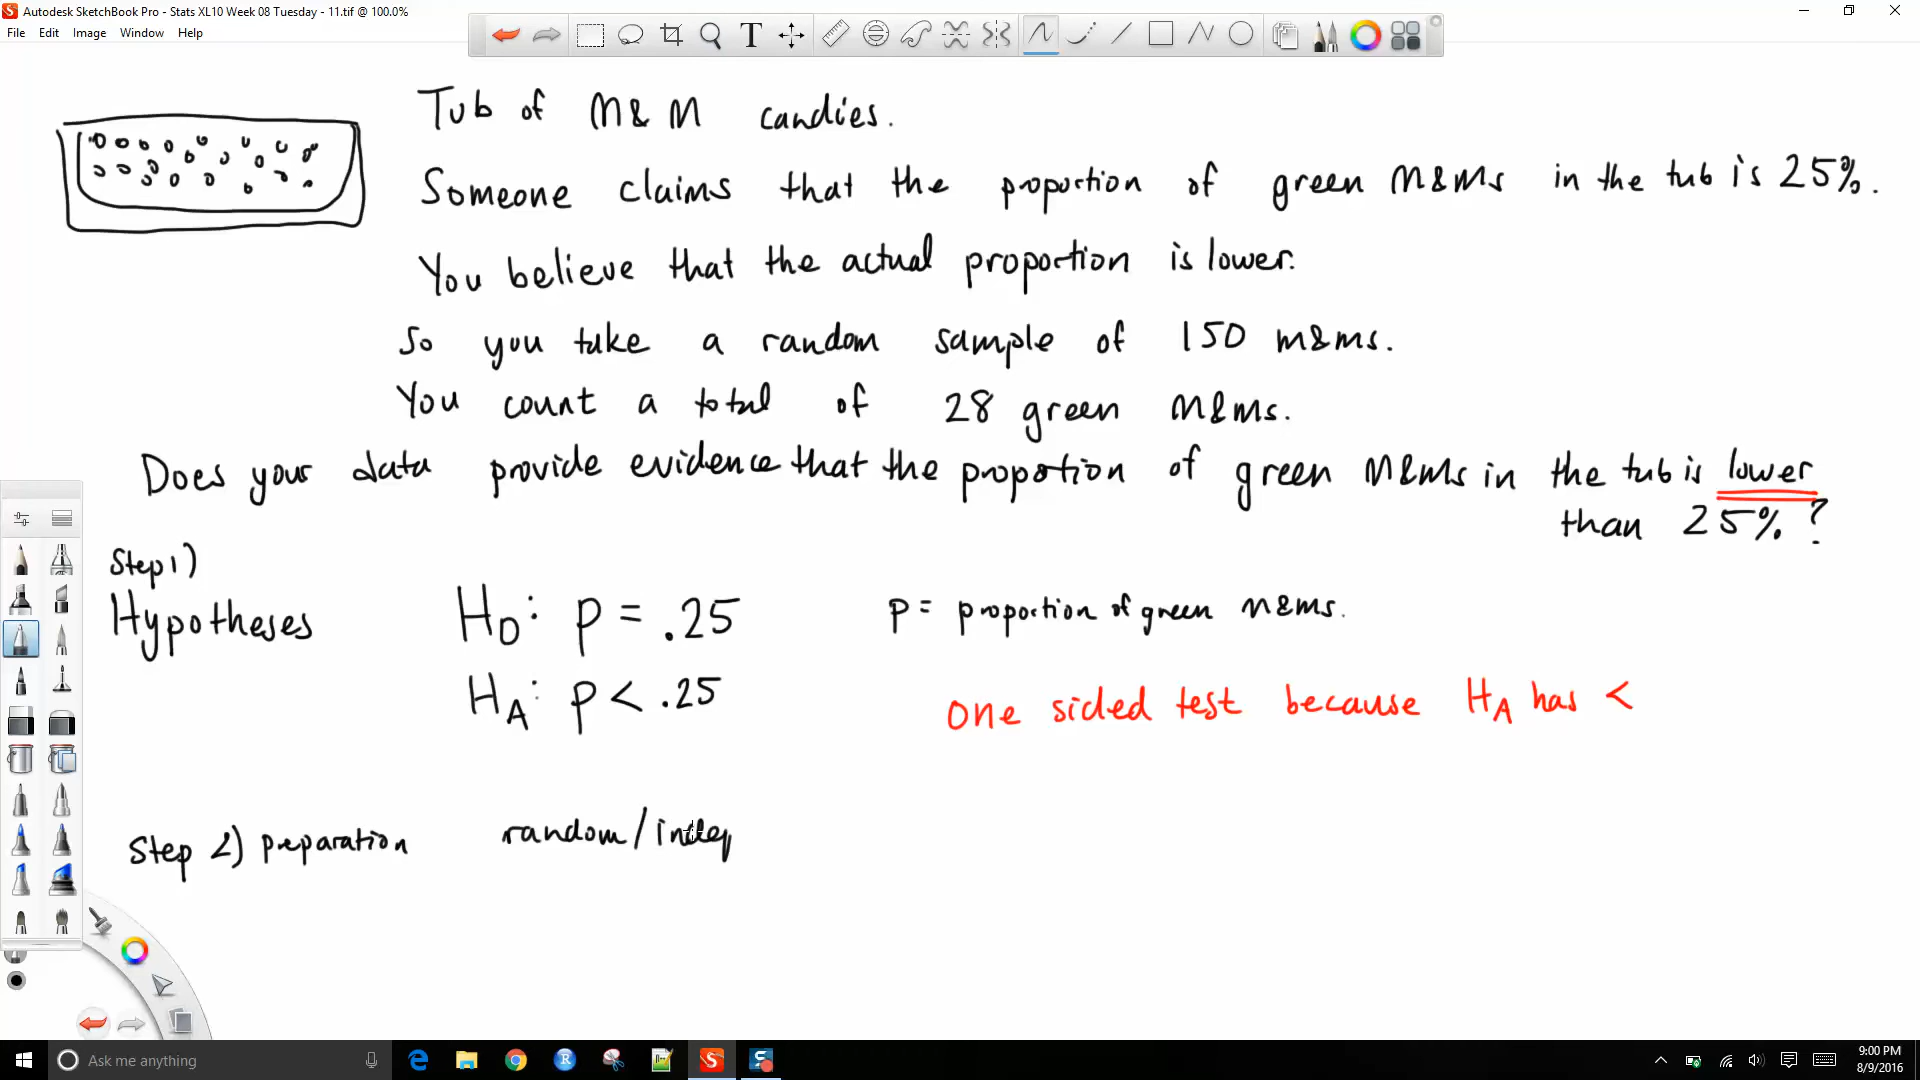 Autodesk SketchBook Pro - Stats XL10 Week 08 Tuesday - 11.tif @ 100.0%
File Edit Image Window Help
Tub of M&M candies.
Someone claims that the proportion of green M&Ms in the tub is 25%.
You believe that the actual proportion is lower.
So you take a random sample of 150 m&ms.
You count a total of 28 green M&ms.
Does your data provide evidence that the proportion of green M&Ms in the tub is lower
than 25%?
Step 1)
Hypotheses H0: p = .25 p = proportion of green m&ms.
HA: p < .25 one sided test because HA has <
Step 2) preparation random/indep
Ask me anything
9:00 PM
8/9/2016